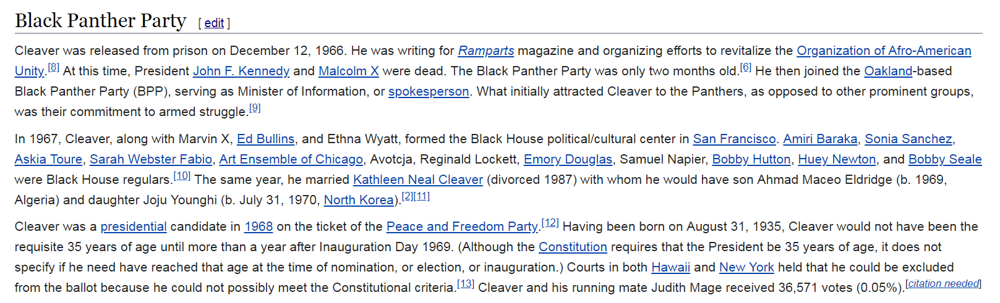 Black Panther Party [ edit ]
Cleaver was released from prison on December 12, 1966. He was writing for Ramparts magazine and organizing efforts to revitalize the Organization of Afro-American
Unity.[8] At this time, President John F. Kennedy and Malcolm X were dead. The Black Panther Party was only two months old.[6] He then joined the Oakland-based
Black Panther Party (BPP), serving as Minister of Information, or spokesperson. What initially attracted Cleaver to the Panthers, as opposed to other prominent groups,
was their commitment to armed struggle.[9]
In 1967, Cleaver, along with Marvin X, Ed Bullins, and Ethna Wyatt, formed the Black House political/cultural center in San Francisco. Amiri Baraka, Sonia Sanchez,
Askia Toure, Sarah Webster Fabio, Art Ensemble of Chicago, Avotcja, Reginald Lockett, Emory Douglas, Samuel Napier, Bobby Hutton, Huey Newton, and Bobby Seale
were Black House regulars.[10] The same year, he married Kathleen Neal Cleaver (divorced 1987) with whom he would have son Ahmad Maceo Eldridge (b. 1969,
Algeria) and daughter Joju Younghi (b. July 31, 1970, North Korea).[2][11]
Cleaver was a presidential candidate in 1968 on the ticket of the Peace and Freedom Party.[12] Having been born on August 31, 1935, Cleaver would not have been the
requisite 35 years of age until more than a year after Inauguration Day 1969. (Although the Constitution requires that the President be 35 years of age, it does not
specify if he need have reached that age at the time of nomination, or election, or inauguration.) Courts in both Hawaii and New York held that he could be excluded
from the ballot because he could not possibly meet the Constitutional criteria.[13] Cleaver and his running mate Judith Mage received 36,571 votes (0.05%).[citation needed]